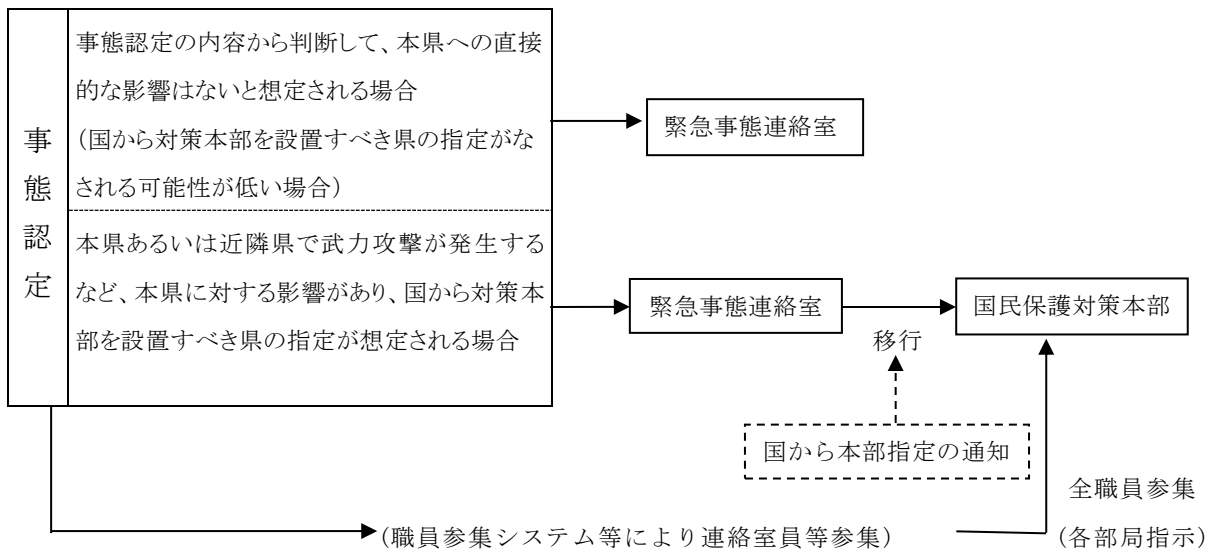 事態認定
事態認定の内容から判断して、本県への直接
的な影響はないと想定される場合
（国から対策本部を設置すべき県の指定がな
される可能性が低い場合）
緊急事態連絡室
本県あるいは近隣県で武力攻撃が発生する
など、本県に対する影響があり、国から対策本
部を設置すべき県の指定が想定される場合
緊急事態連絡室
国民保護対策本部
移行
国から本部指定の通知
全職員参集
(職員参集システム等により連絡室員等参集)
(各部局指示)